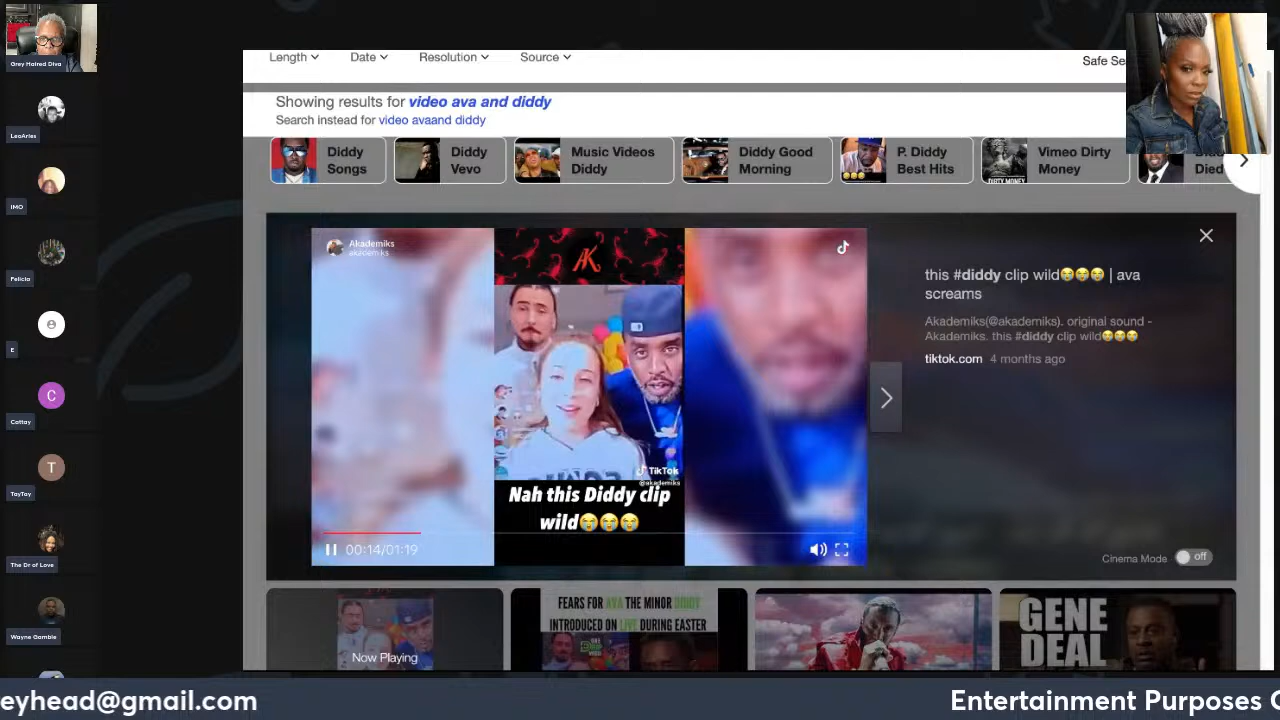 Grey Haired Diva
LeoAries
IMO
Felicia
E
C
Cottay
T
TayTay
The Dr of Love
Wayne Gamble
Length
Date
Resolution
Source
Safe Se
Showing results for video ava and diddy
Search instead for video avaand diddy
Diddy
Songs
Diddy
Vevo
Music Videos
Diddy
Diddy Good
Morning
P. Diddy
Best Hits
Vimeo Dirty
Money
DIRTY MONEY
Died
Akademiks
akademiks
AK
TikTok
@akademiks
Nah this Diddy clip
wild😭😭😭
00:14/01:19
this #diddy clip wild😭😭😭 | ava
screams
Akademiks(@akademiks). original sound -
Akademiks. this #diddy clip wild😭😭😭
tiktok.com 4 months ago
Cinema Mode off
Now Playing
FEARS FOR AVA THE MINOR DIDDY
INTRODUCED ON LIVE DURING EASTER
GENE
DEAL
eyhead@gmail.com
Entertainment Purposes